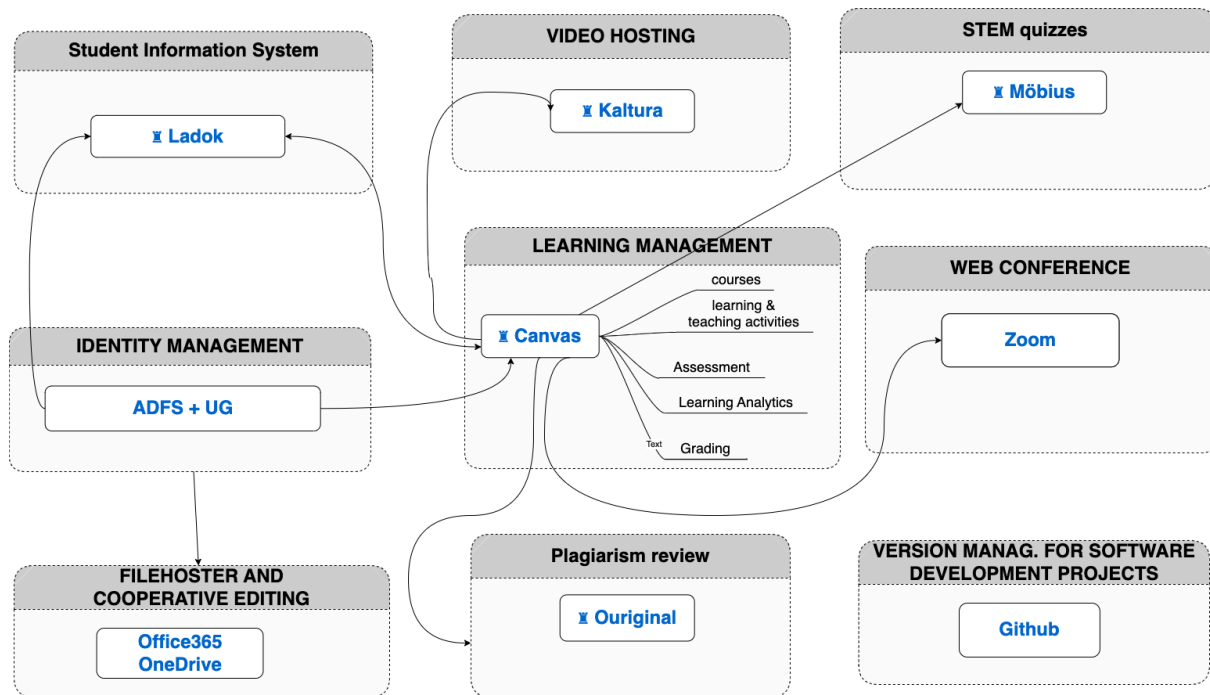 Student Information System
♜ Ladok
VIDEO HOSTING
♜ Kaltura
STEM quizzes
♜ Möbius
LEARNING MANAGEMENT
♜ Canvas
courses
learning &
teaching activities
Assessment
Learning Analytics
Text
Grading
WEB CONFERENCE
Zoom
IDENTITY MANAGEMENT
ADFS + UG
FILEHOSTER AND
COOPERATIVE EDITING
Office365
OneDrive
Plagiarism review
♜ Ouriginal
VERSION MANAG. FOR SOFTWARE
DEVELOPMENT PROJECTS
Github